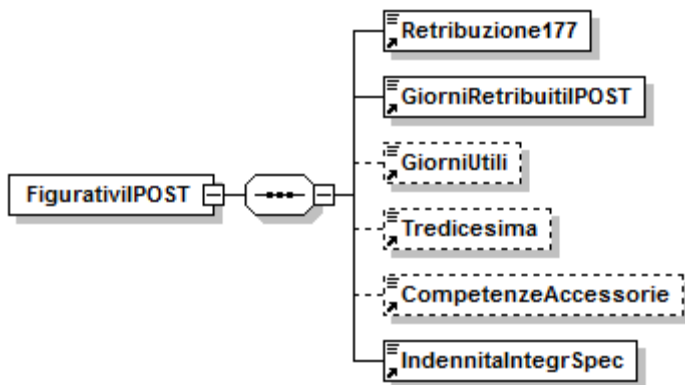 Retribuzione177
GiorniRetribuitiIPOST
GiorniUtili
FigurativiIPOST
Tredicesima
CompetenzeAccessorie
IndennitaIntegrSpec